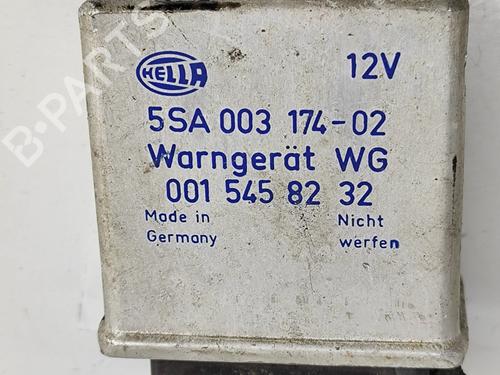 HELLA 12V
5SA 003 174-02
Warngerät WG
001 545 82 32
Made in Nicht
Germany werfen
B-PARTS